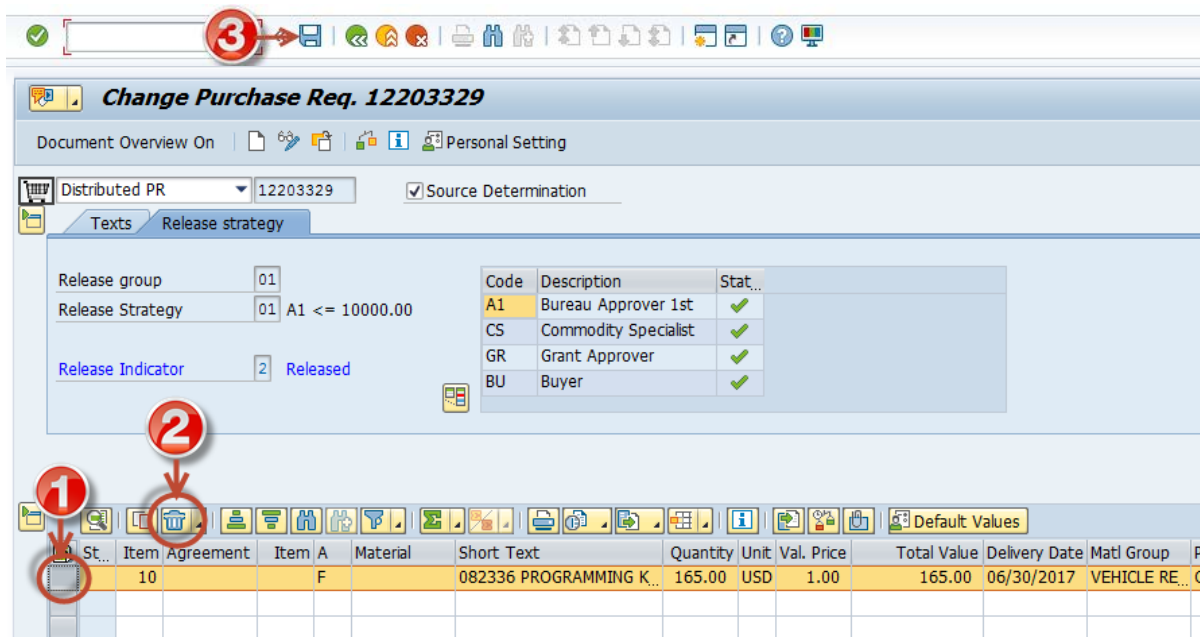 3
Change Purchase Req. 12203329
Document Overview On Personal Setting
Distributed PR 12203329 Source Determination
Texts Release strategy
Release group 01
Release Strategy 01 A1 <= 10000.00
Release Indicator 2 Released
Code Description Stat...
A1 Bureau Approver 1st
CS Commodity Specialist
GR Grant Approver
BU Buyer
2
1
Default Values
St... Item Agreement Item A Material Short Text Quantity Unit Val. Price Total Value Delivery Date Matl Group P
10 F 082336 PROGRAMMING K... 165.00 USD 1.00 165.00 06/30/2017 VEHICLE RE...